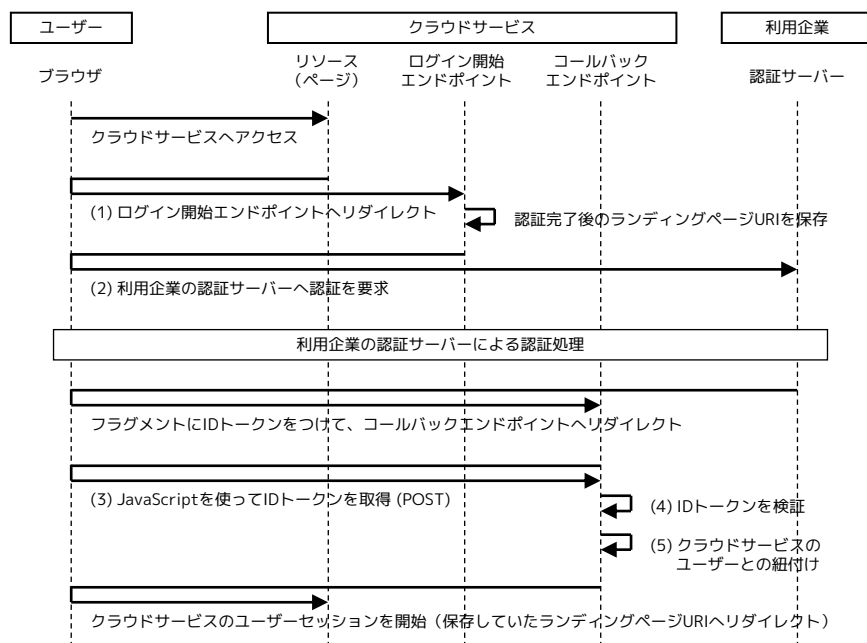 ユーザー
クラウドサービス
利用企業
ブラウザ
リソース
（ページ）
ログイン開始
エンドポイント
コールバック
エンドポイント
認証サーバー
クラウドサービスへアクセス
(1) ログイン開始エンドポイントへリダイレクト
認証完了後のランディングページURIを保存
(2) 利用企業の認証サーバーへ認証を要求
利用企業の認証サーバーによる認証処理
フラグメントにIDトークンをつけて、コールバックエンドポイントへリダイレクト
(3) JavaScriptを使ってIDトークンを取得 (POST)
(4) IDトークンを検証
(5) クラウドサービスの
ユーザーとの紐付け
クラウドサービスのユーザーセッションを開始（保存していたランディングページURIへリダイレクト）